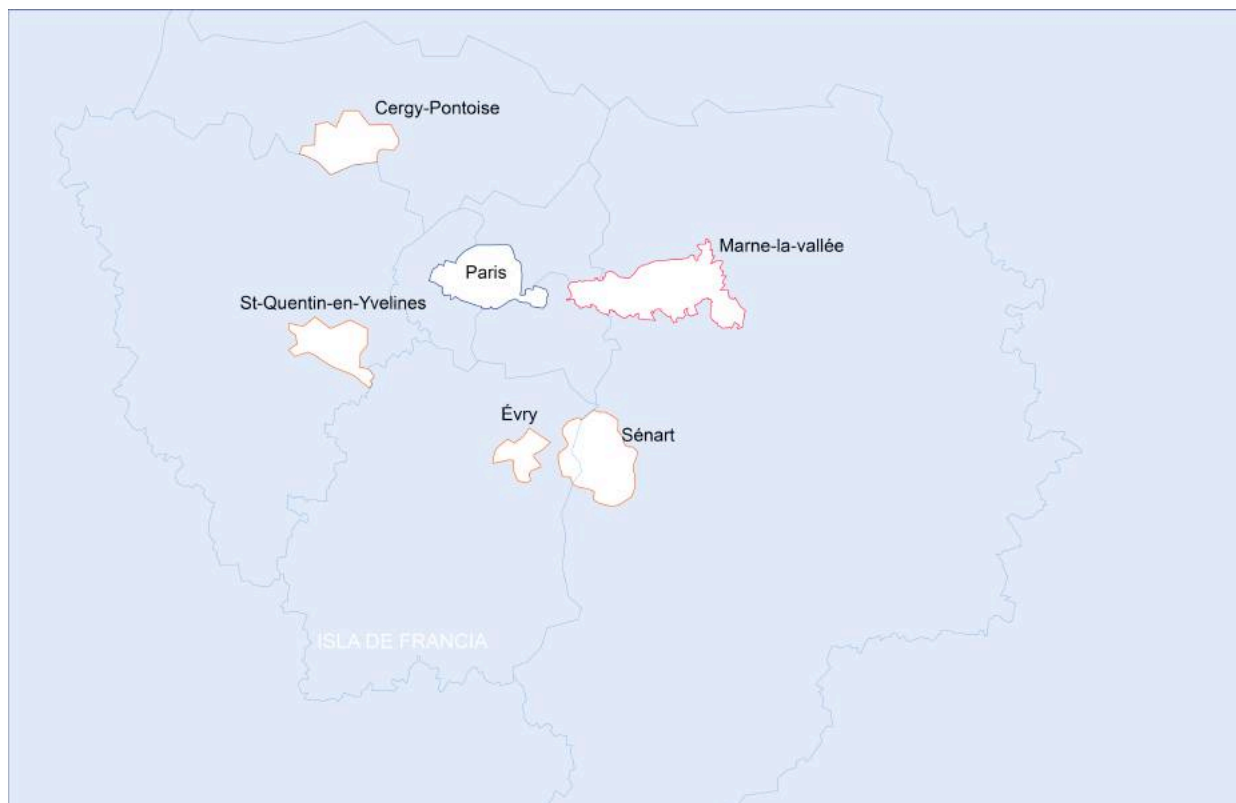 Cergy-Pontoise
Marne-la-vallée
Paris
St-Quentin-en-Yvelines
Évry
Sénart
ISLA DE FRANCIA